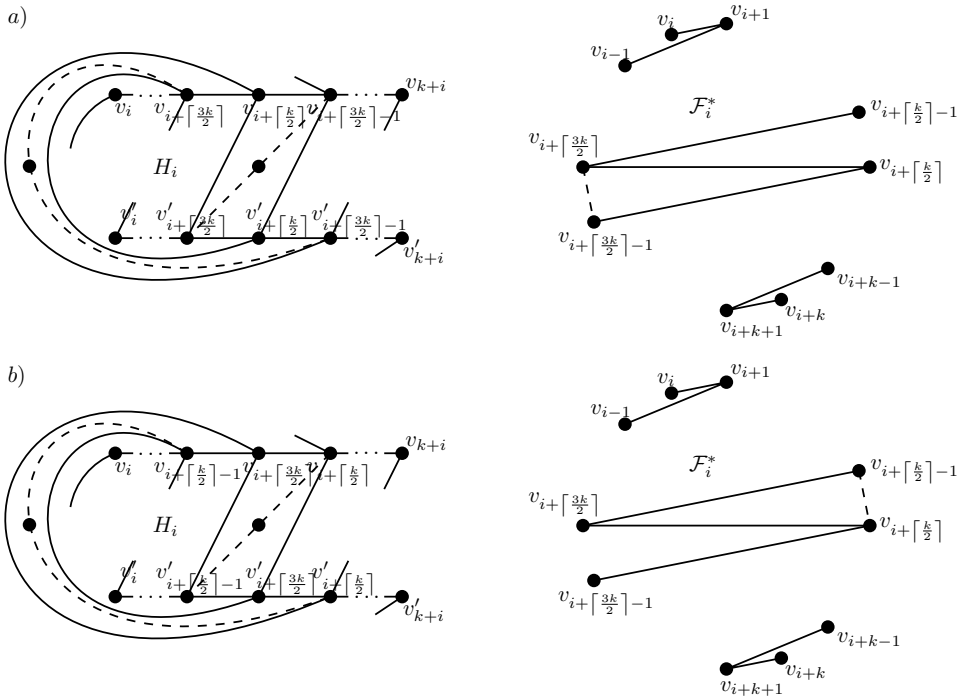 a)
v_i
v_{i+⌈3k/2⌉}
v_{i+⌈k/2⌉}
v_{i+⌈3k/2⌉-1}
v_{k+i}
H_i
v'_i
v'_{i+⌈3k/2⌉}
v'_{i+⌈k/2⌉}
v'_{i+⌈3k/2⌉-1}
v'_{k+i}
v_i
v_{i+1}
v_{i-1}
F_i^*
v_{i+⌈k/2⌉-1}
v_{i+⌈3k/2⌉}
v_{i+⌈k/2⌉}
v_{i+⌈3k/2⌉-1}
v_{i+k-1}
v_{i+k}
v_{i+k+1}
b)
v_i
v_{i+⌈k/2⌉-1}
v_{i+⌈3k/2⌉}
v_{i+⌈k/2⌉}
v_{k+i}
H_i
v'_i
v'_{i+⌈k/2⌉-1}
v'_{i+⌈3k/2⌉}
v'_{i+⌈k/2⌉}
v'_{k+i}
v_i
v_{i+1}
v_{i-1}
F_i^*
v_{i+⌈k/2⌉-1}
v_{i+⌈3k/2⌉}
v_{i+⌈k/2⌉}
v_{i+⌈3k/2⌉-1}
v_{i+k-1}
v_{i+k}
v_{i+k+1}